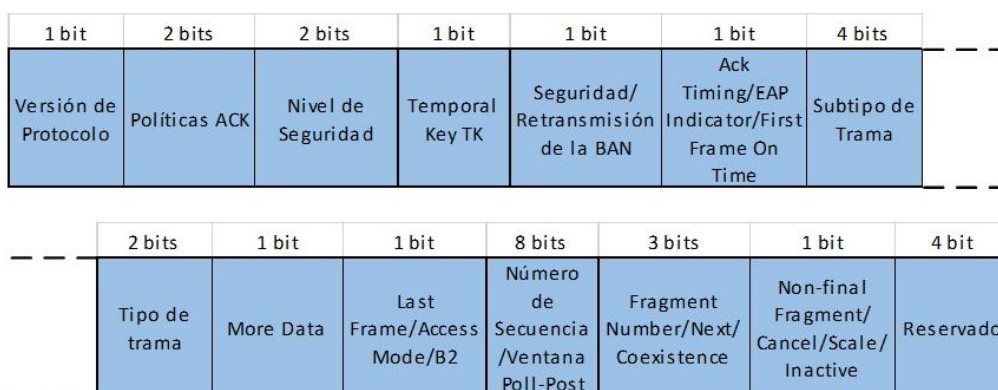 1 bit 2 bits 2 bits 1 bit 1 bit 1 bit 4 bits
Versión de
Protocolo
Políticas ACK
Nivel de
Seguridad
Temporal
Key TK
Seguridad/
Retransmisión
de la BAN
Ack
Timing/EAP
Indicator/First
Frame On
Time
Subtipo de
Trama
2 bits 1 bit 1 bit 8 bits 3 bits 1 bit 4 bit
Tipo de
trama
More Data
Last
Frame/Access
Mode/B2
Número
de
Secuencia
/Ventana
Poll-Post
Fragment
Number/Next/
Coexistence
Non-final
Fragment/
Cancel/Scale/
Inactive
Reservado